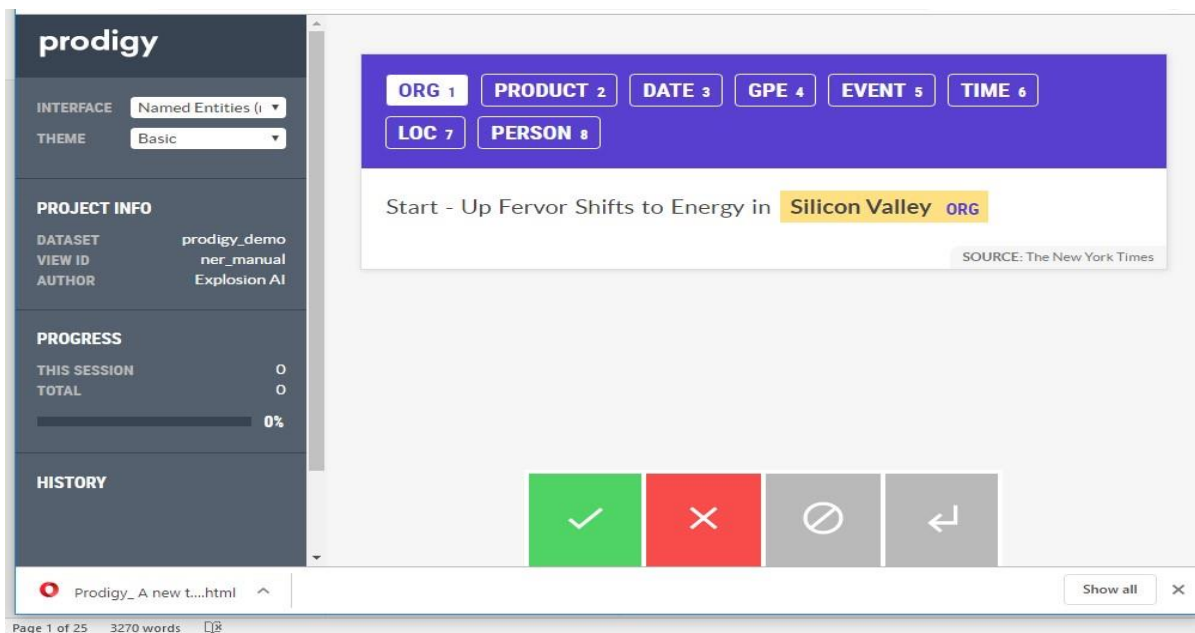 prodigy
INTERFACE Named Entities (
THEME Basic
PROJECT INFO
DATASET prodigy_demo
VIEW ID ner_manual
AUTHOR Explosion AI
PROGRESS
THIS SESSION 0
TOTAL 0
0%
HISTORY
ORG 1 PRODUCT 2 DATE 3 GPE 4 EVENT 5 TIME 6
LOC 7 PERSON 8
Start - Up Fervor Shifts to Energy in Silicon Valley ORG
SOURCE: The New York Times
Prodigy_ A new t....html
Show all
Page 1 of 25 3270 words